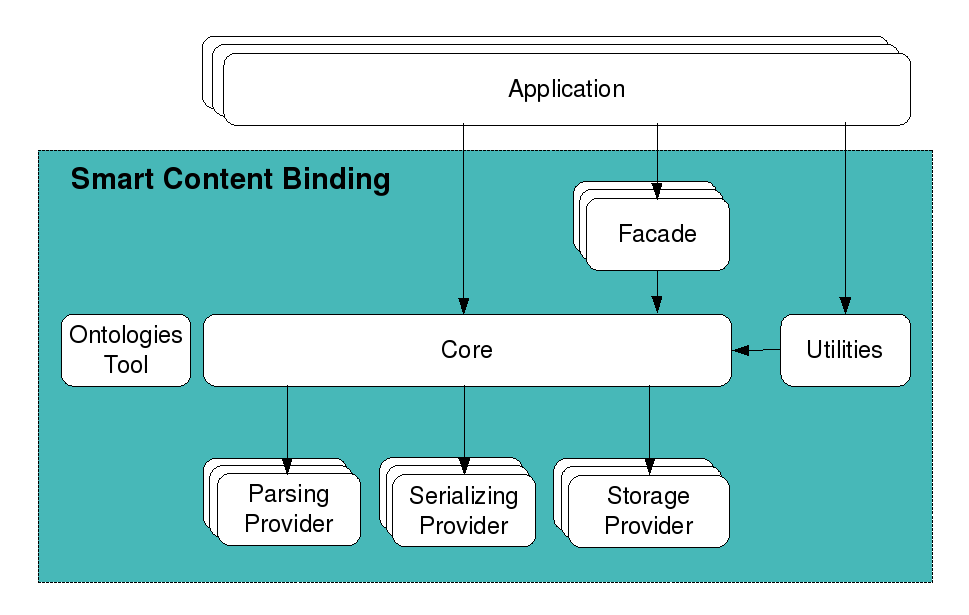 Application
Smart Content Binding
Facade
Ontologies
Tool
Core
Utilities
Parsing
Provider
Serializing
Provider
Storage
Provider